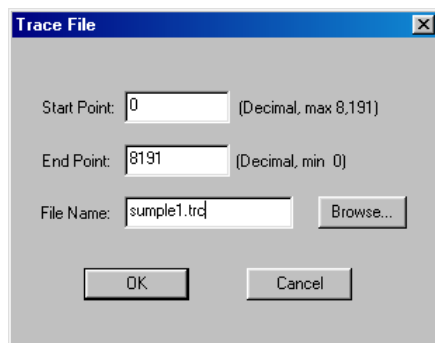 Trace File
Start Point: 0 (Decimal, max 8,191)
End Point: 8191 (Decimal, min 0)
File Name: sumple1.trc Browse...
OK Cancel